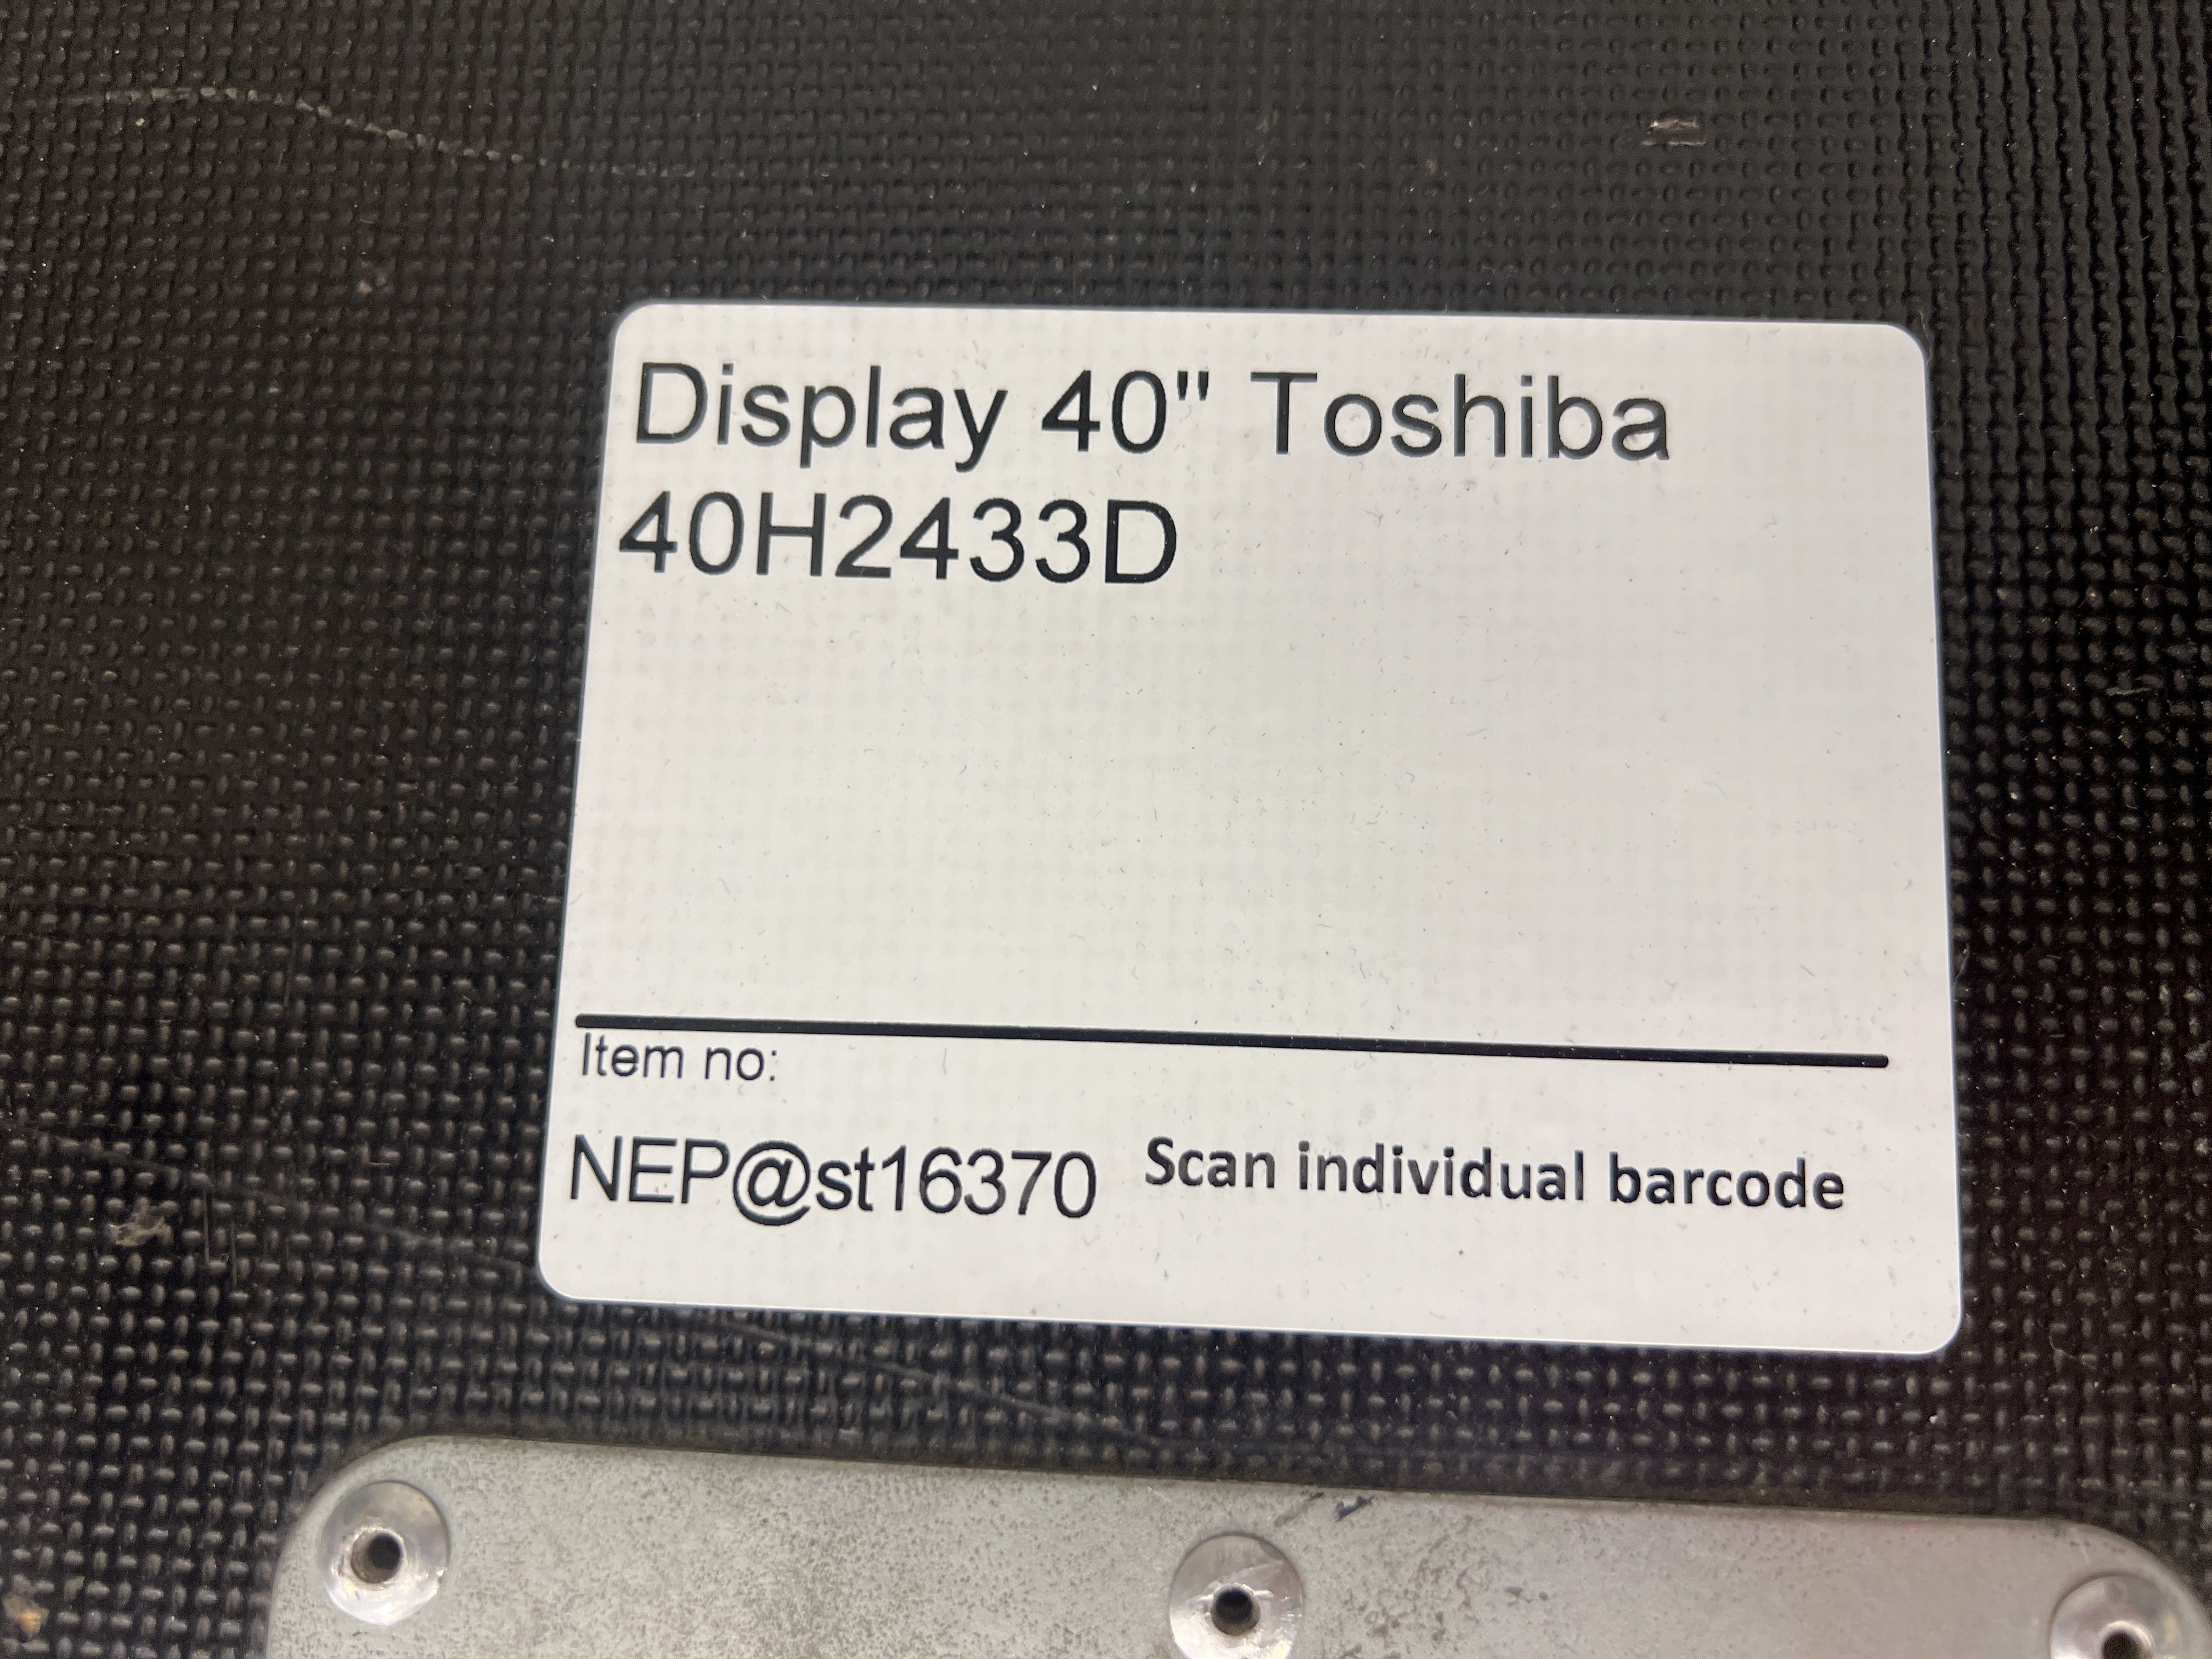 Display 40" Toshiba
40H2433D
Item no:
NEP@st16370 Scan individual barcode